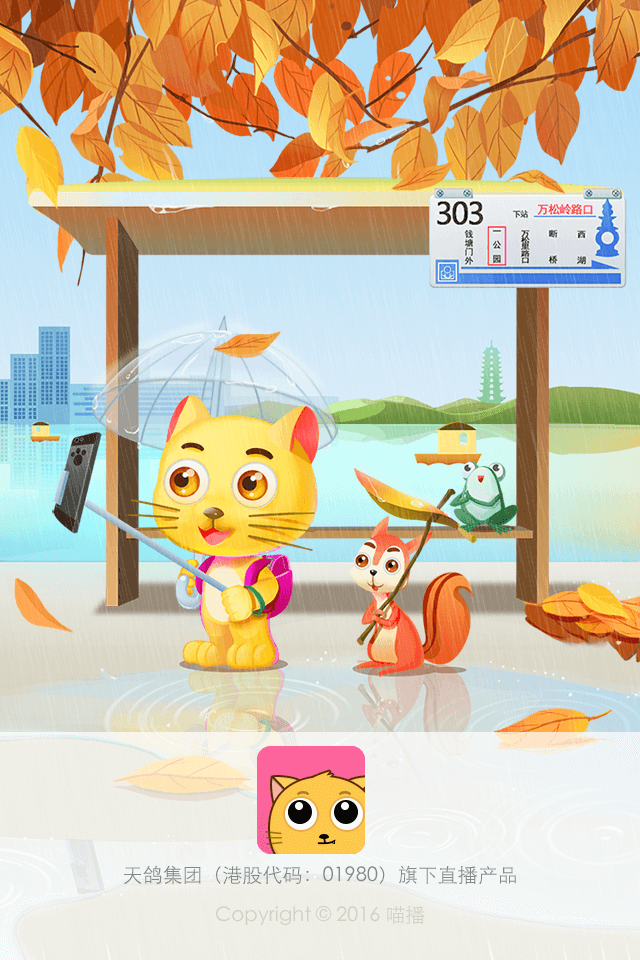 303 下站 万松岭路口
钱塘门外
一公园
万松里路口
断桥
西湖
天鸽集团（港股代码：01980）旗下直播产品
Copyright © 2016 喵播